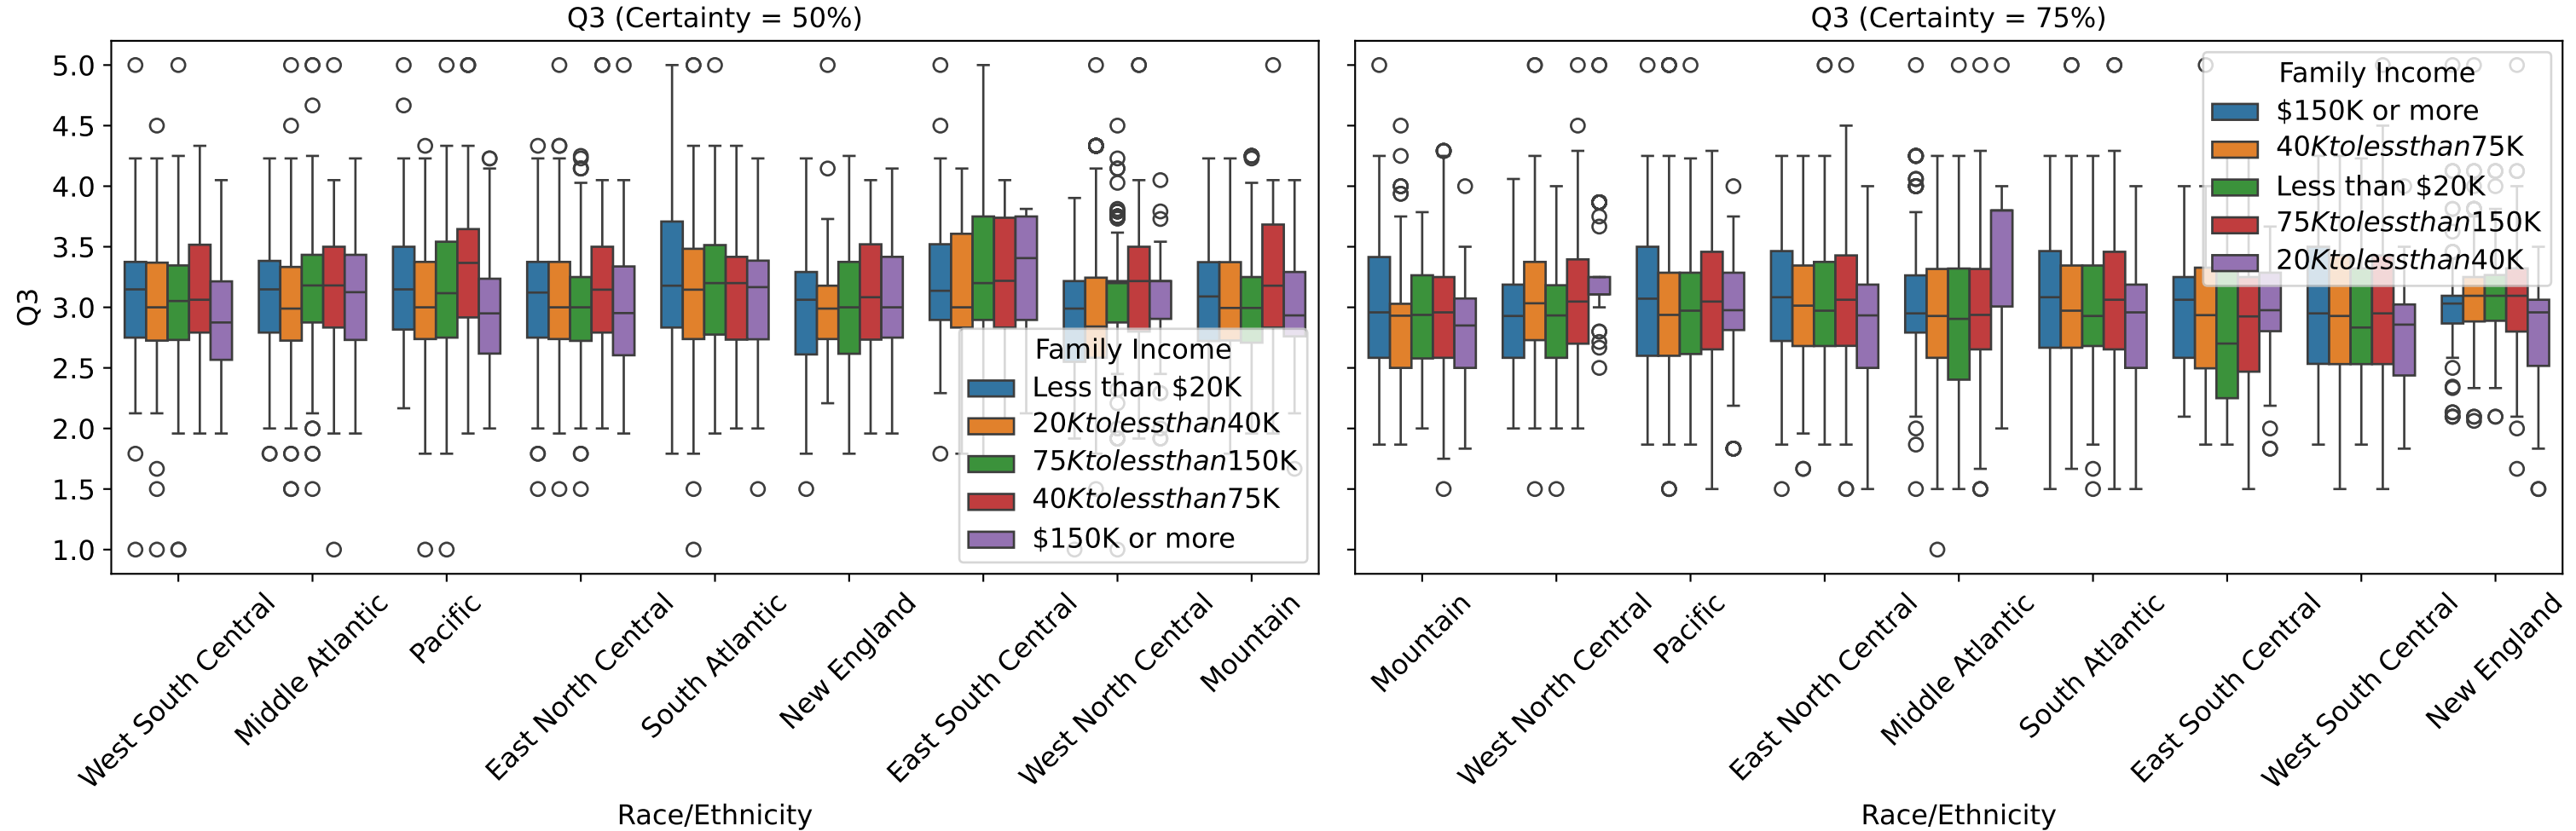 Q3 (Certainty = 50%)
Q3
5.0
4.5
4.0
3.5
3.0
2.5
2.0
1.5
1.0
Family Income
Less than $20K
20Ktolessthan40K
75Ktolessthan150K
40Ktolessthan75K
$150K or more
West South Central
Middle Atlantic
Pacific
East North Central
South Atlantic
New England
East South Central
West North Central
Mountain
Race/Ethnicity
Q3 (Certainty = 75%)
Family Income
$150K or more
40Ktolessthan75K
Less than $20K
75Ktolessthan150K
20Ktolessthan40K
Mountain
West North Central
Pacific
East North Central
Middle Atlantic
South Atlantic
East South Central
West South Central
New England
Race/Ethnicity